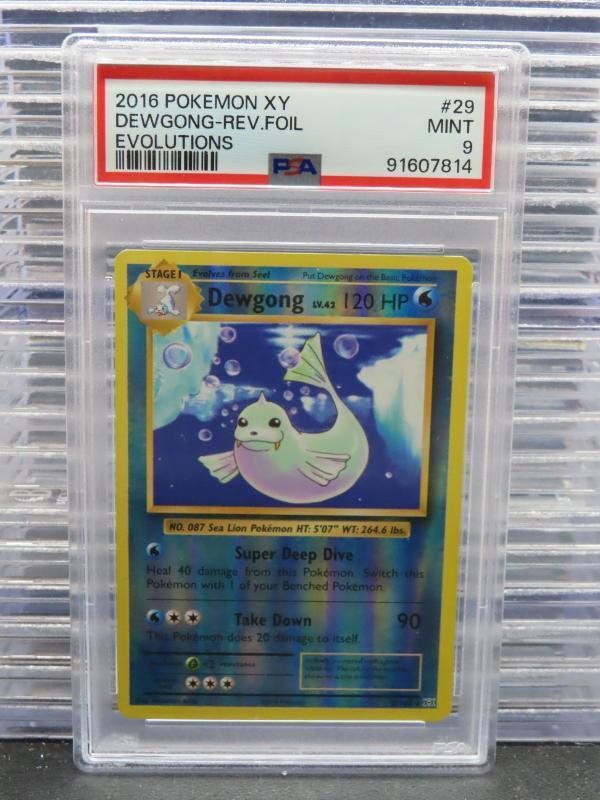 2016 POKEMON XY #29
DEWGONG-REV.FOIL MINT
EVOLUTIONS 9
PSA 91607814
STAGE 1 Evolves from Seel Put Dewgong on the Basic Pokémon
Dewgong LV.42 120 HP
NO. 087 Sea Lion Pokémon HT: 5'07" WT: 264.6 lbs.
Super Deep Dive
Heal 40 damage from this Pokémon. Switch this
Pokémon with 1 of your Benched Pokémon.
Take Down 90
This Pokémon does 20 damage to itself.
×2 resistance